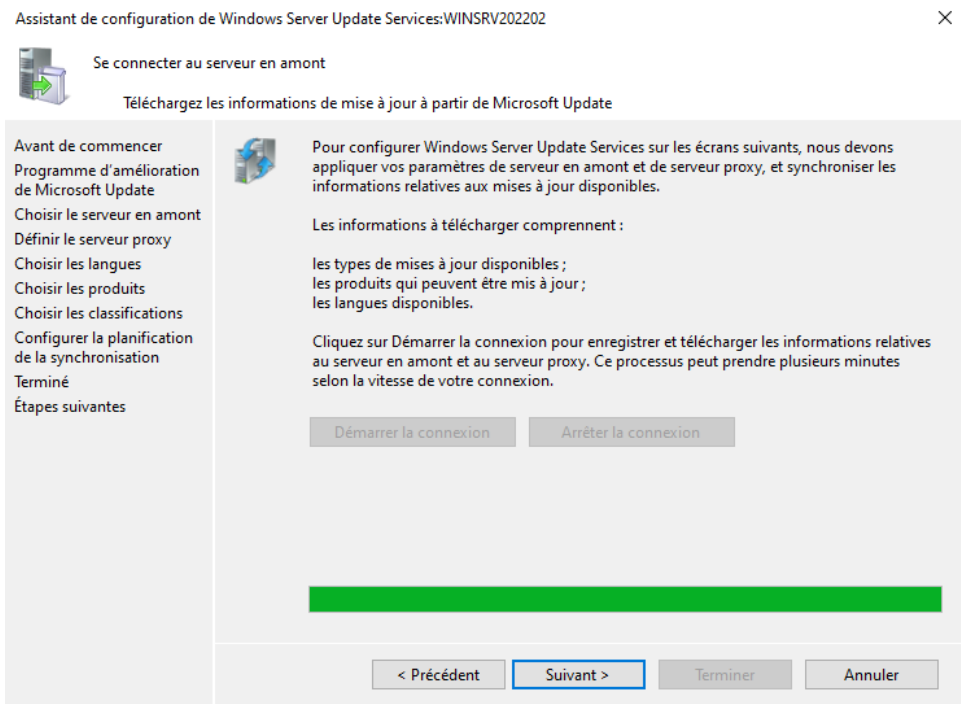 Assistant de configuration de Windows Server Update Services:WINSRV202202
Se connecter au serveur en amont
Téléchargez les informations de mise à jour à partir de Microsoft Update
Avant de commencer
Programme d'amélioration
de Microsoft Update
Choisir le serveur en amont
Définir le serveur proxy
Choisir les langues
Choisir les produits
Choisir les classifications
Configurer la planification
de la synchronisation
Terminé
Étapes suivantes
Pour configurer Windows Server Update Services sur les écrans suivants, nous devons
appliquer vos paramètres de serveur en amont et de serveur proxy, et synchroniser les
informations relatives aux mises à jour disponibles.
Les informations à télécharger comprennent :
les types de mises à jour disponibles ;
les produits qui peuvent être mis à jour ;
les langues disponibles.
Cliquez sur Démarrer la connexion pour enregistrer et télécharger les informations relatives
au serveur en amont et au serveur proxy. Ce processus peut prendre plusieurs minutes
selon la vitesse de votre connexion.
Démarrer la connexion Arrêter la connexion
< Précédent Suivant > Terminer Annuler